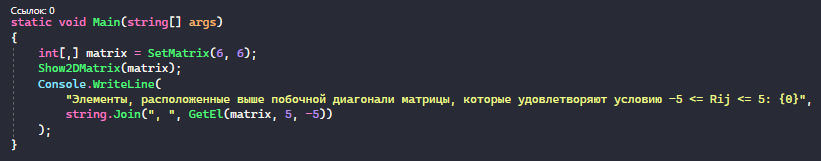 Ссылок: 0
static void Main(string[] args)
{
int[,] matrix = SetMatrix(6, 6);
Show2DMatrix(matrix);
Console.WriteLine(
"Элементы, расположенные выше побочной диагонали матрицы, которые удовлетворяют условию -5 <= Rij <= 5: {0}",
string.Join(", ", GetEl(matrix, 5, -5))
);
}